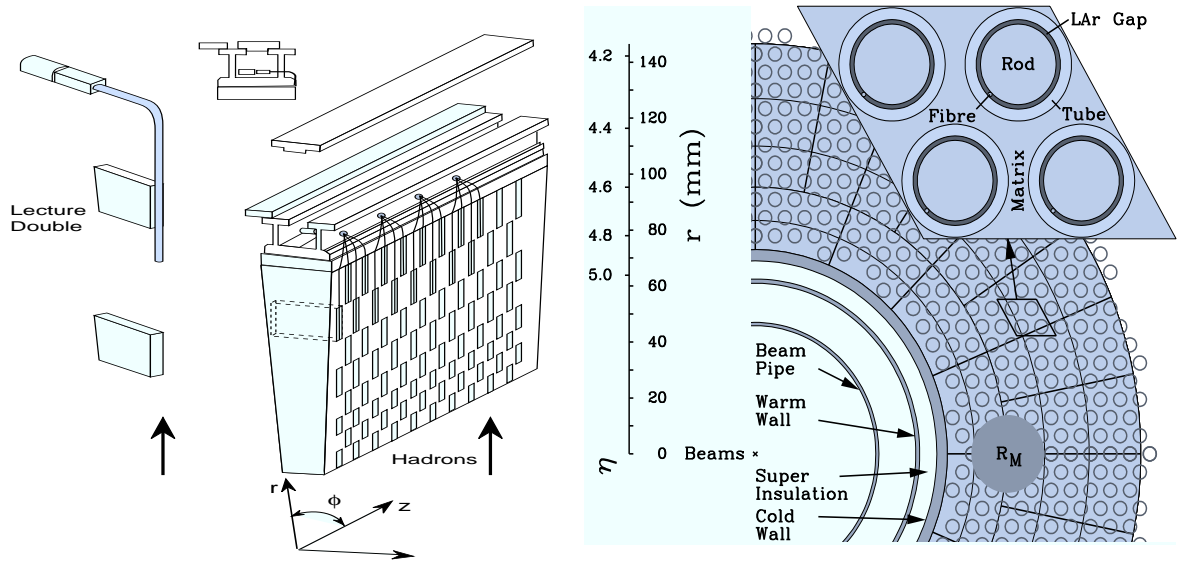 Lecture
Double
Hadrons
r
ϕ
z
4.2
4.4
4.6
4.8
5.0
η
140
120
100
80
60
40
20
0
r (mm)
Beams
Beam
Pipe
Warm
Wall
Super
Insulation
Cold
Wall
LAr Gap
Rod
Fibre
Tube
Matrix
R_M